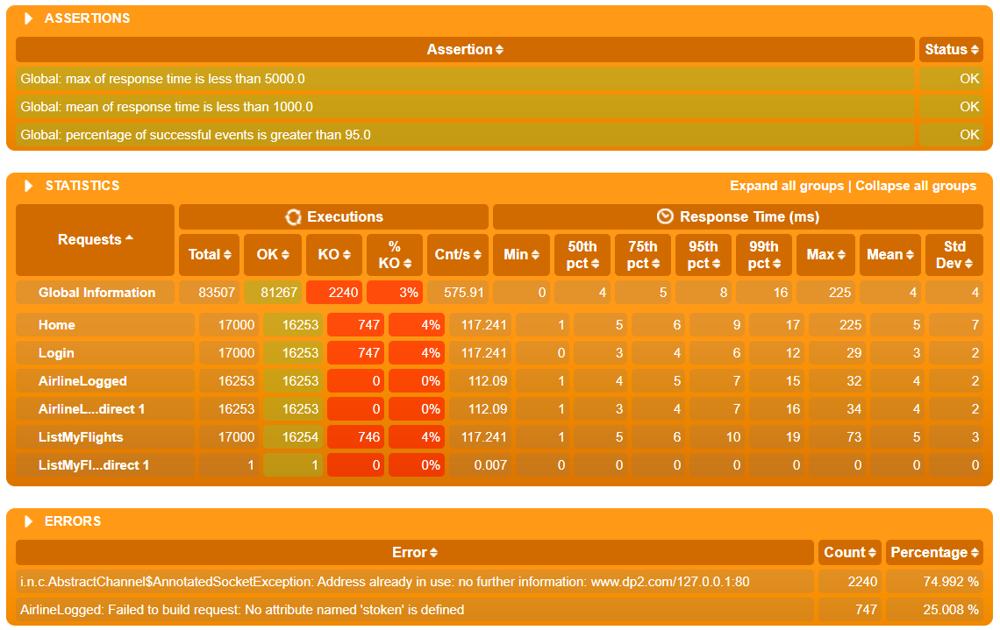 ASSERTIONS
Assertion Status
Global: max of response time is less than 5000.0 OK
Global: mean of response time is less than 1000.0 OK
Global: percentage of successful events is greater than 95.0 OK
STATISTICS Expand all groups | Collapse all groups
Requests Executions Response Time (ms)
Total OK KO % KO Cnt/s Min 50th pct 75th pct 95th pct 99th pct Max Mean Std Dev
Global Information 83507 81267 2240 3% 575.91 0 4 5 8 16 225 4 4
Home 17000 16253 747 4% 117.241 1 5 6 9 17 225 5 7
Login 17000 16253 747 4% 117.241 0 3 4 6 12 29 3 2
AirlineLogged 16253 16253 0 0% 112.09 1 4 5 7 15 32 4 2
AirlineL...direct 1 16253 16253 0 0% 112.09 1 3 4 7 16 34 4 2
ListMyFlights 17000 16254 746 4% 117.241 1 5 6 10 19 73 5 3
ListMyFl...direct 1 1 1 0 0% 0.007 0 0 0 0 0 0 0 0
ERRORS
Error Count Percentage
i.n.c.AbstractChannel$AnnotatedSocketException: Address already in use: no further information: www.dp2.com/127.0.0.1:80 2240 74.992 %
AirlineLogged: Failed to build request: No attribute named 'stoken' is defined 747 25.008 %